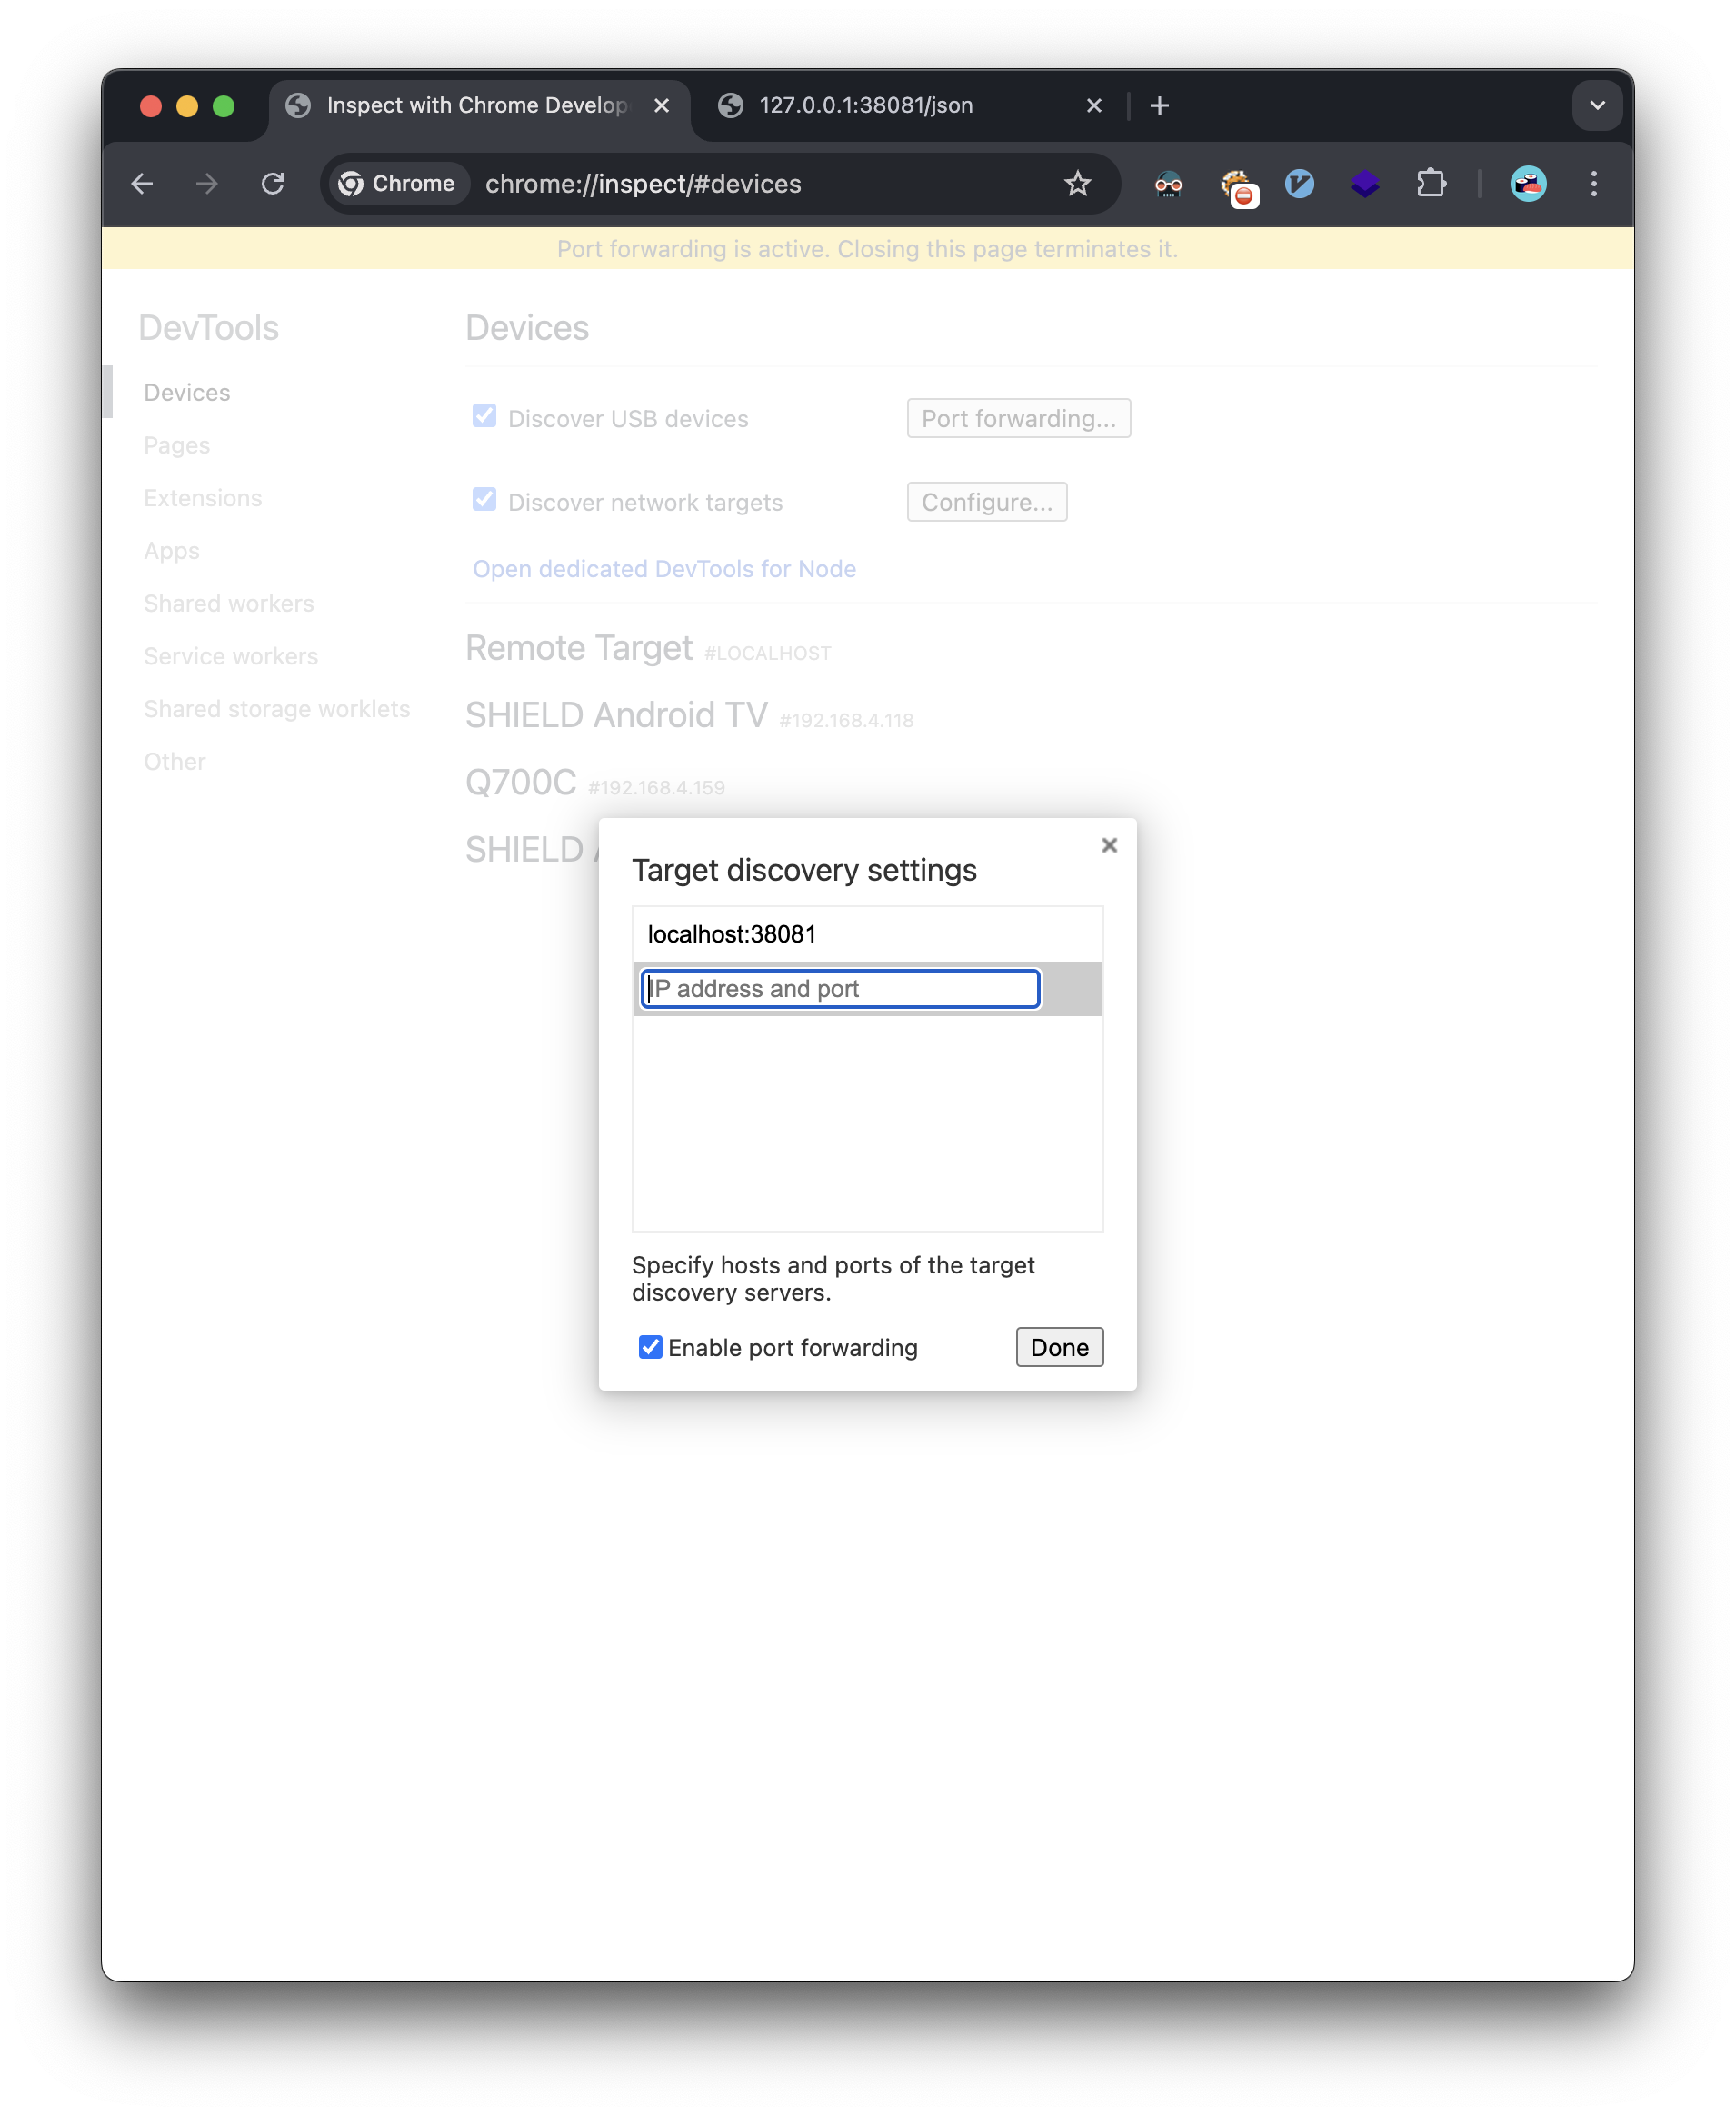 Inspect with Chrome Develop
127.0.0.1:38081/json
Chrome
chrome://inspect/#devices
Port forwarding is active. Closing this page terminates it.
DevTools
Devices
Pages
Extensions
Apps
Shared workers
Service workers
Shared storage worklets
Other
Devices
Discover USB devices
Port forwarding...
Discover network targets
Configure...
Open dedicated DevTools for Node
Remote Target #LOCALHOST
SHIELD Android TV #192.168.4.118
Q700C #192.168.4.159
SHIELD
Target discovery settings
localhost:38081
IP address and port
Specify hosts and ports of the target
discovery servers.
Enable port forwarding
Done